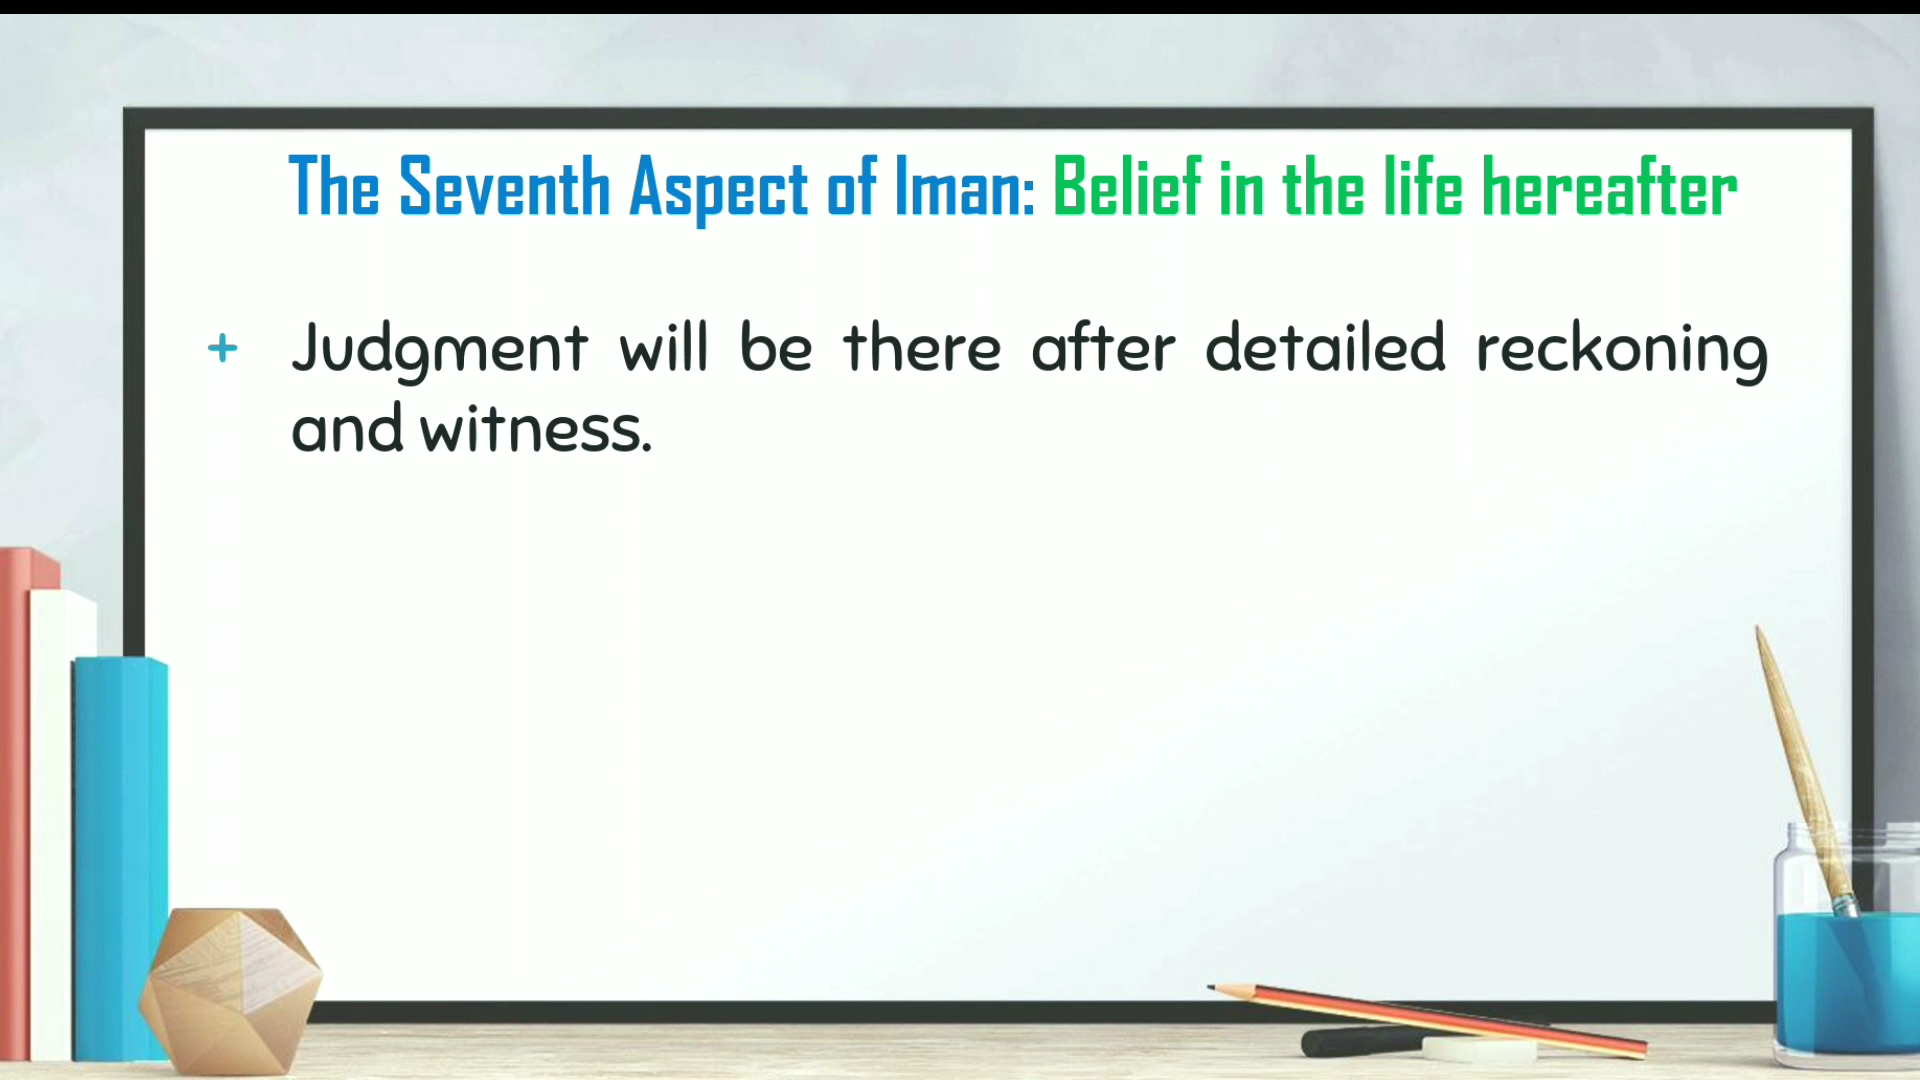 The Seventh Aspect of Iman: Belief in the life hereafter
+ Judgment will be there after detailed reckoning
and witness.